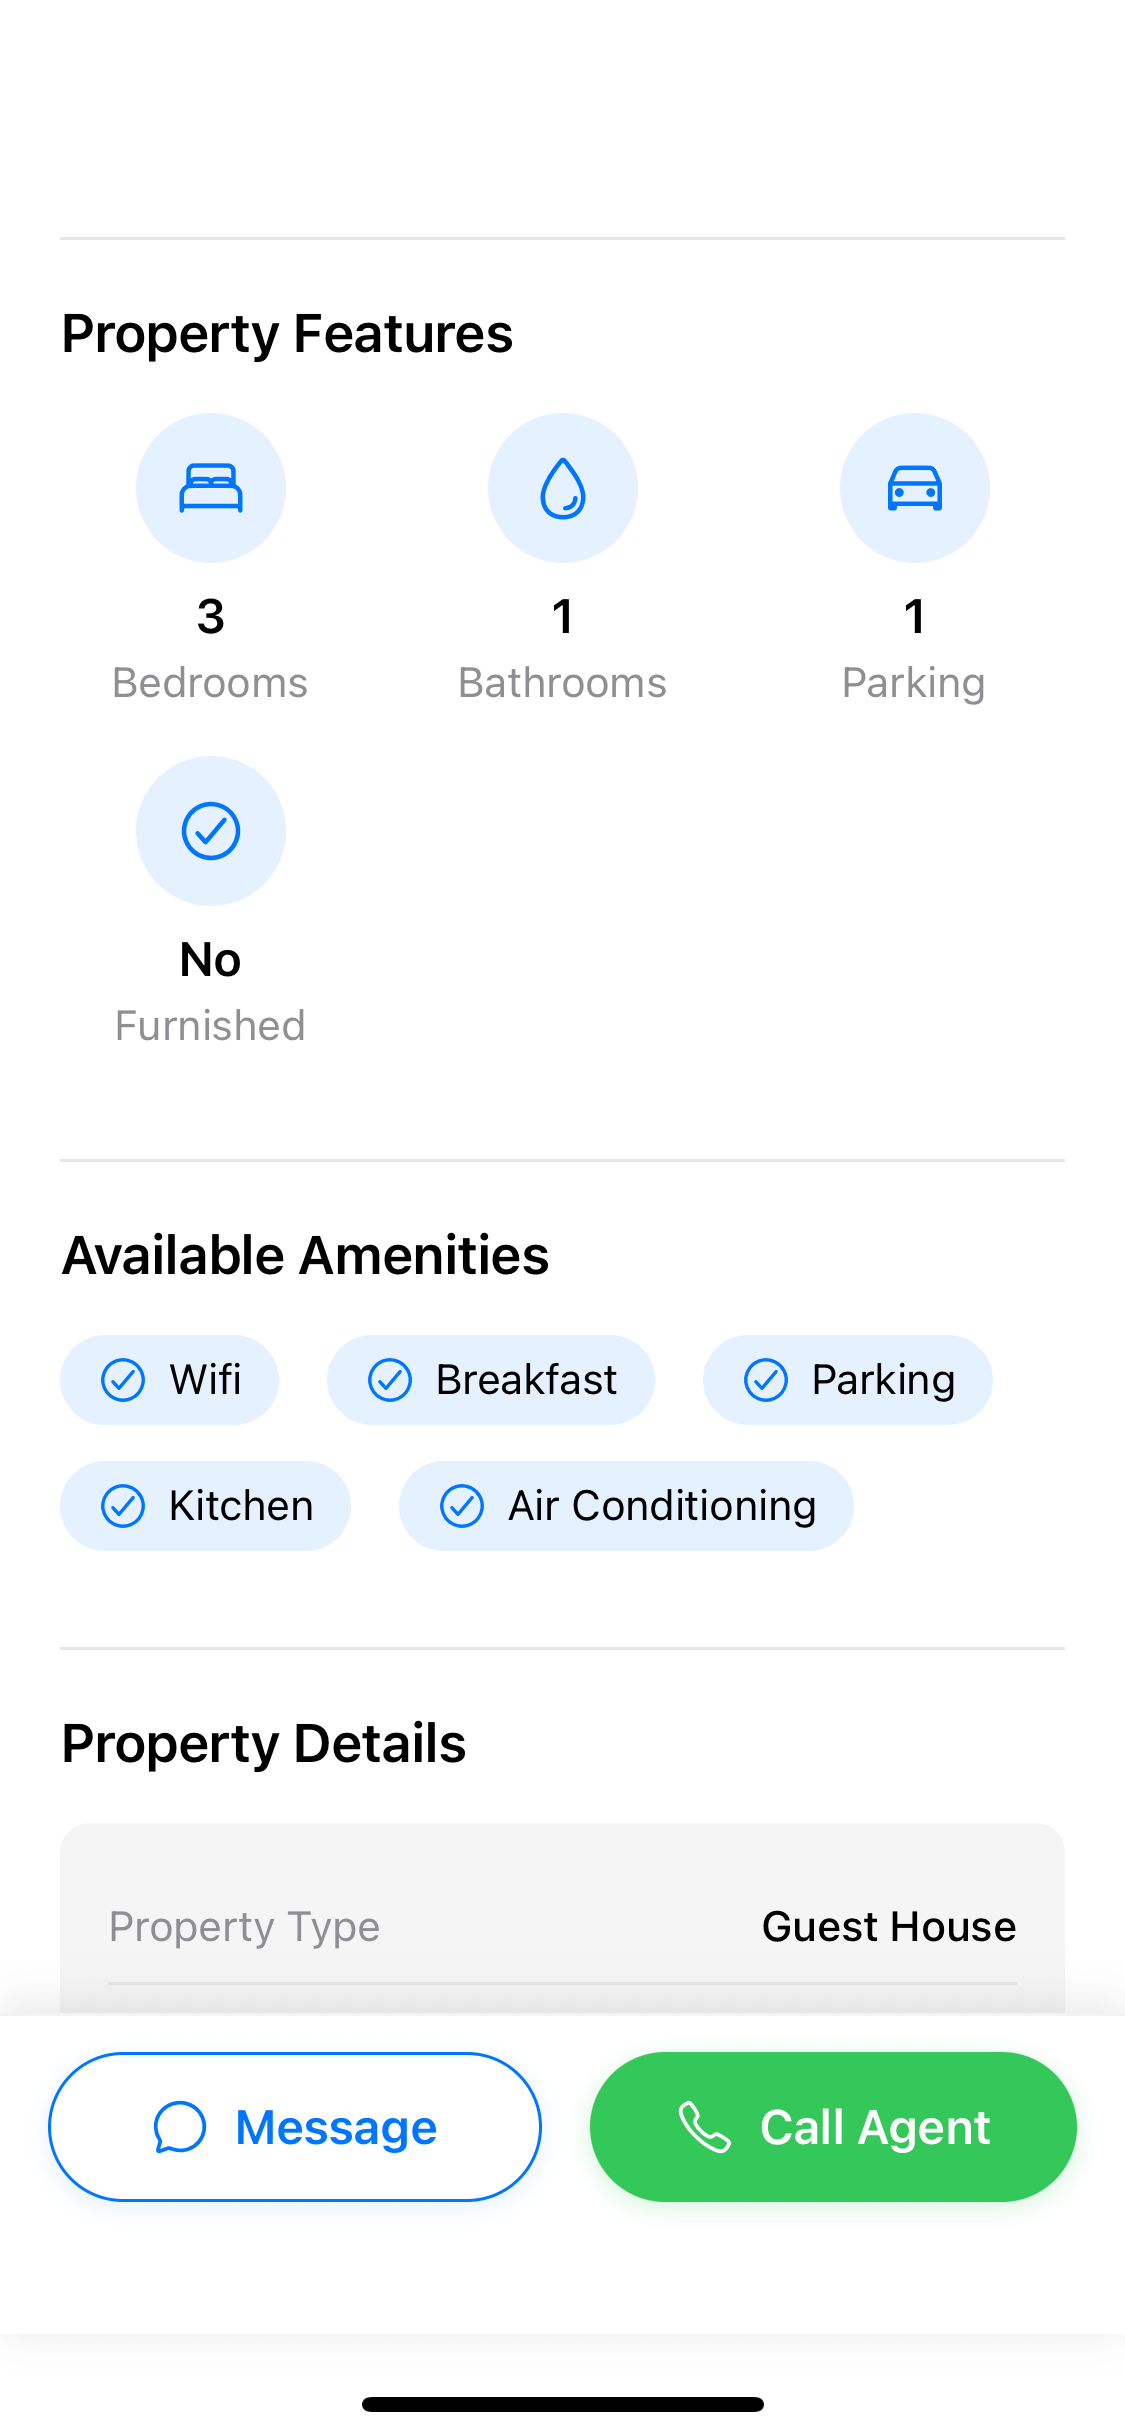 Property Features
3
Bedrooms
1
Bathrooms
1
Parking
No
Furnished
Available Amenities
Wifi
Breakfast
Parking
Kitchen
Air Conditioning
Property Details
Property Type
Guest House
Message
Call Agent